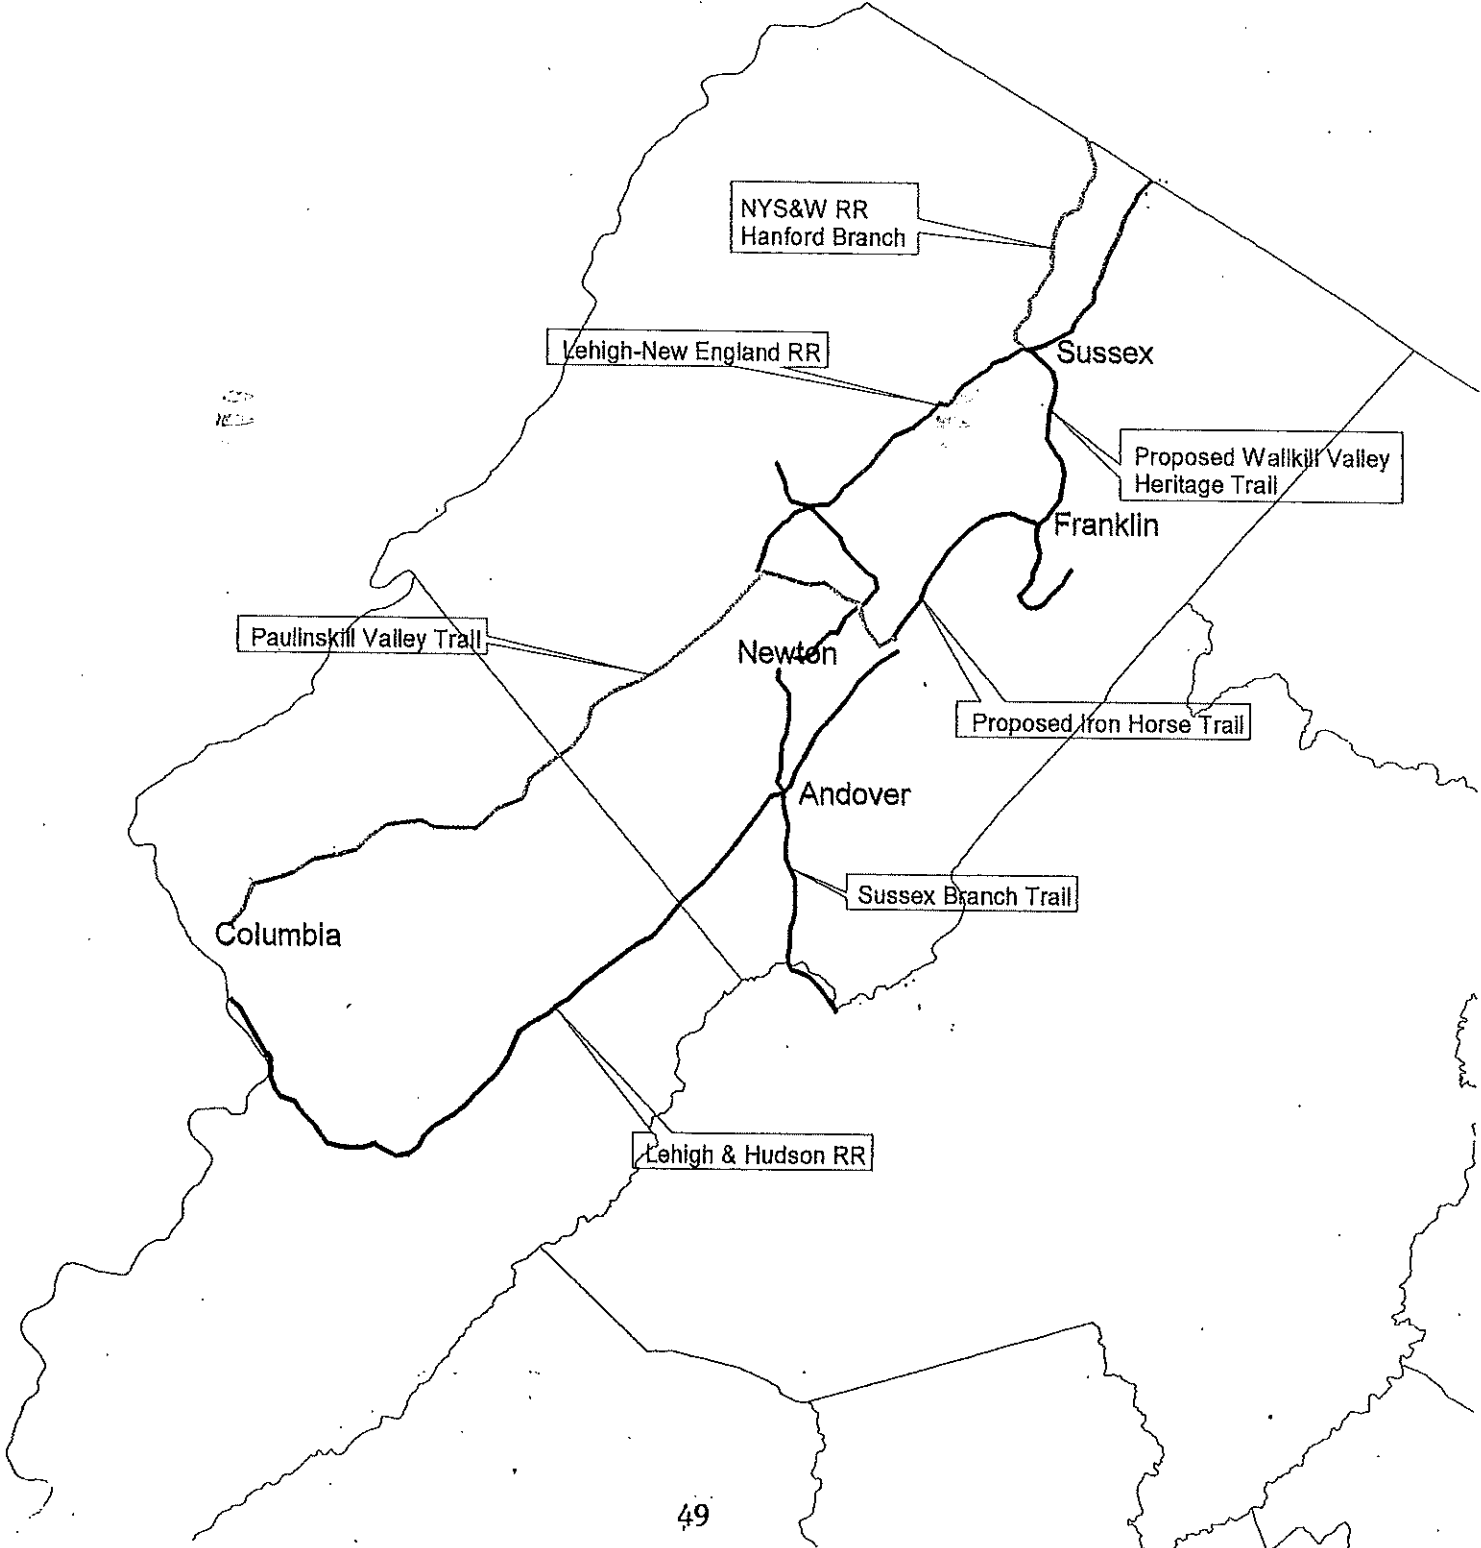 NYS&W RR
Hanford Branch
Lehigh-New England RR
Sussex
Proposed Wallkill Valley
Heritage Trail
Franklin
Paulinskill Valley Trail
Newton
Proposed Iron Horse Trail
Andover
Sussex Branch Trail
Columbia
Lehigh & Hudson RR
49